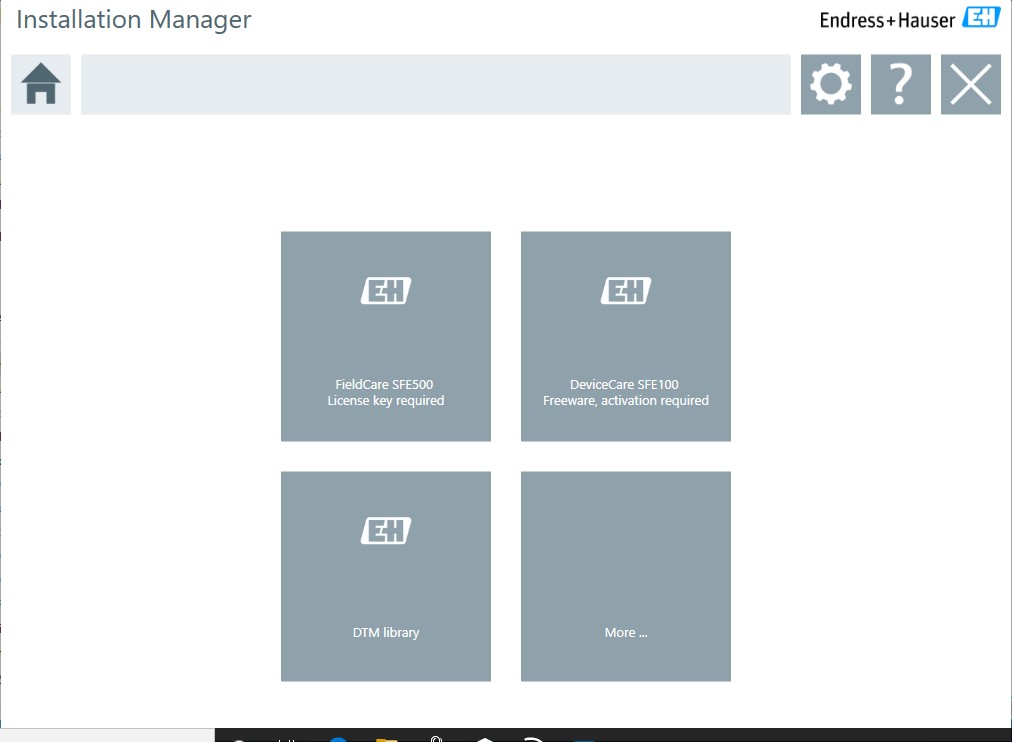 Installation Manager
Endress+Hauser EH
?
EH
FieldCare SFE500
License key required
EH
DeviceCare SFE100
Freeware, activation required
EH
DTM library
More ...